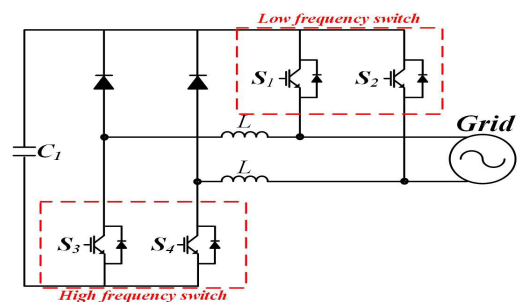 Low frequency switch
S1
S2
L
Grid
C1
L
S3
S4
High frequency switch